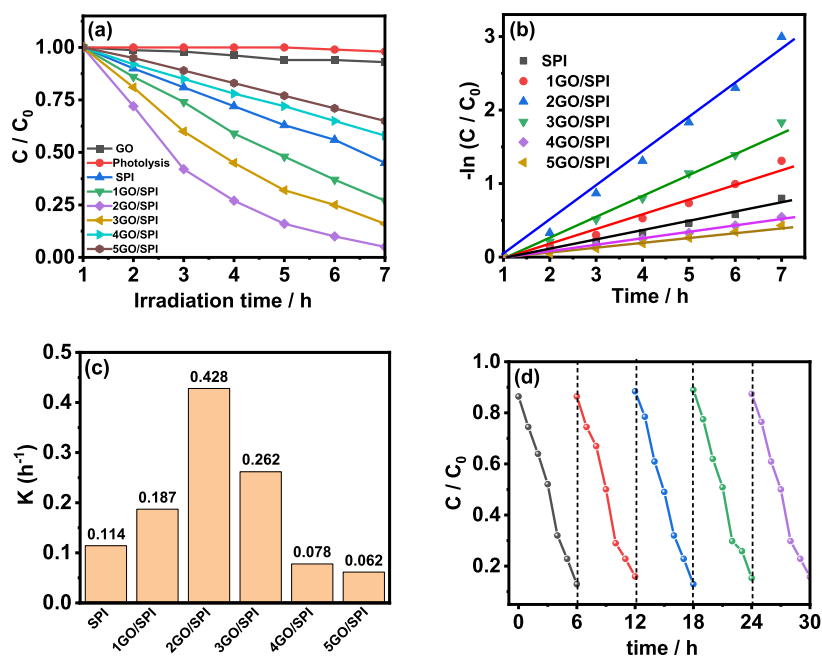 (a)
C / C0
1.00
0.75
0.50
0.25
0.00
GO
Photolysis
SPI
1GO/SPI
2GO/SPI
3GO/SPI
4GO/SPI
5GO/SPI
1 2 3 4 5 6 7
Irradiation time / h
(b)
-ln (C / C0)
3
2
1
0
SPI
1GO/SPI
2GO/SPI
3GO/SPI
4GO/SPI
5GO/SPI
1 2 3 4 5 6 7
Time / h
(c)
K (h-1)
0.5
0.4
0.3
0.2
0.1
0.0
0.114
0.187
0.428
0.262
0.078
0.062
SPI
1GO/SPI
2GO/SPI
3GO/SPI
4GO/SPI
5GO/SPI
(d)
C / C0
1.0
0.8
0.6
0.4
0.2
0 6 12 18 24 30
time / h